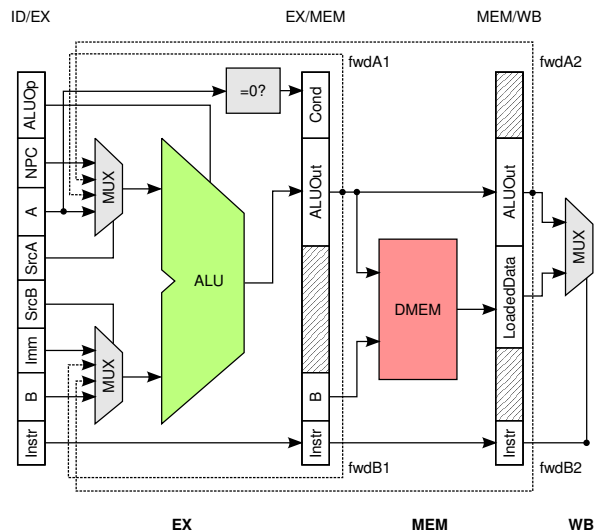 ID/EX
EX/MEM
MEM/WB
fwdA1
fwdA2
ALUOp
=0?
Cond
NPC
MUX
A
ALUOut
ALUOut
SrcA
MUX
SrcB
ALU
DMEM
LoadedData
Imm
MUX
B
B
Instr
Instr
Instr
fwdB1
fwdB2
EX
MEM
WB